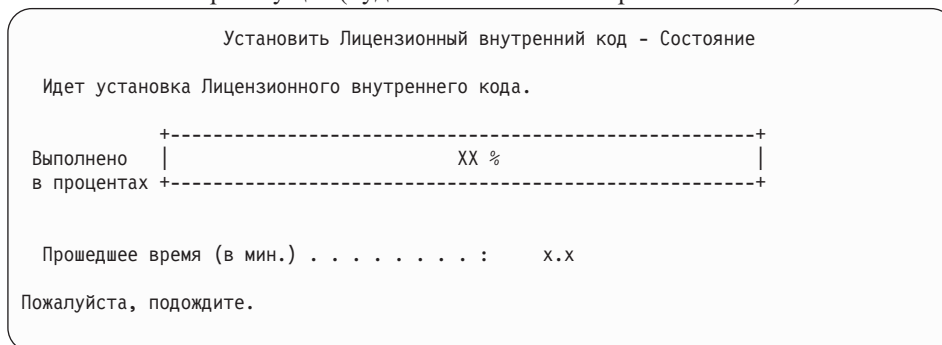 Установить Лицензионный внутренний код - Состояние
Идет установка Лицензионного внутреннего кода.
+-------------------------------------------------------+
Выполнено | XX % |
в процентах +-------------------------------------------------------+
Прошедшее время (в мин.) . . . . . . . . : x.x
Пожалуйста, подождите.